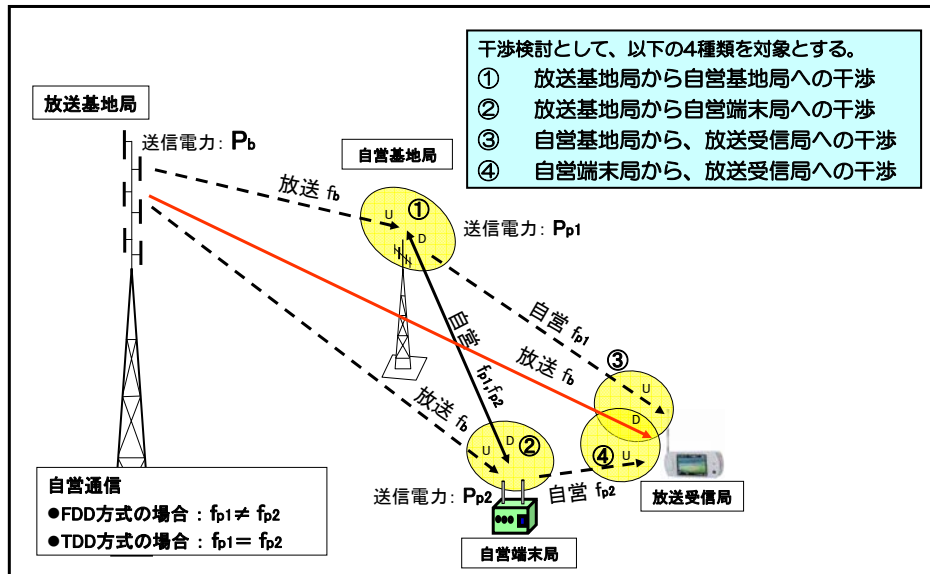 干渉検討として、以下の4種類を対象とする。
① 放送基地局から自営基地局への干渉
② 放送基地局から自営端末局への干渉
③ 自営基地局から、放送受信局への干渉
④ 自営端末局から、放送受信局への干渉
放送基地局
送信電力: Pb
自営基地局
放送 fb
U ①
D
送信電力: Pp1
自営 fp1
自営 fp1,fp2
放送 fb
③
U
D
放送 fb
D ②
U
④
U
自営 fp2
送信電力: Pp2
放送受信局
自営端末局
自営通信
●FDD方式の場合 : fp1≠ fp2
●TDD方式の場合 : fp1= fp2